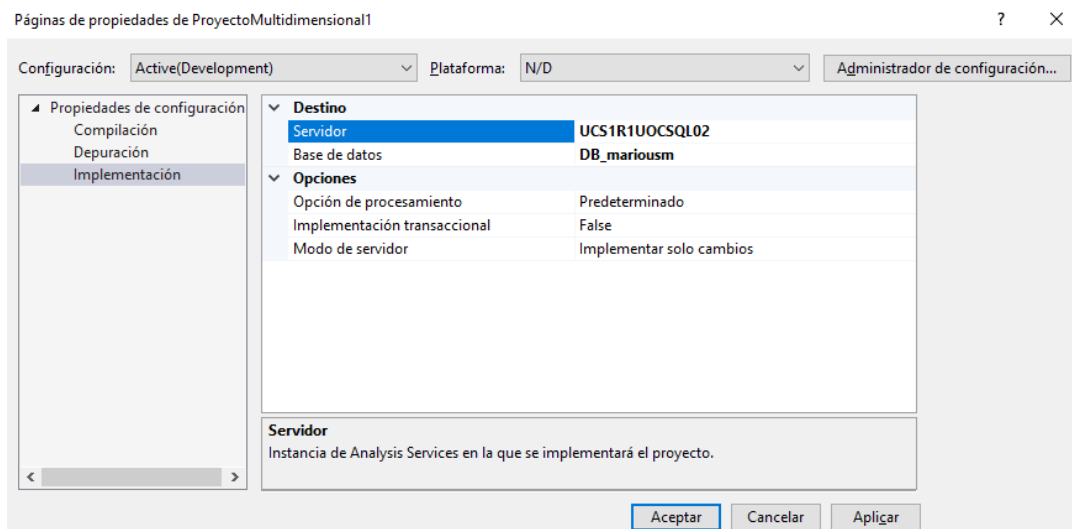 Páginas de propiedades de ProyectoMultidimensional1 ? ×
Configuración: Active(Development) Plataforma: N/D Administrador de configuración...
Propiedades de configuración
Compilación
Depuración
Implementación
Destino
Servidor UCS1R1UOCSQL02
Base de datos DB_mariousm
Opciones
Opción de procesamiento Predeterminado
Implementación transaccional False
Modo de servidor Implementar solo cambios
Servidor
Instancia de Analysis Services en la que se implementará el proyecto.
Aceptar Cancelar Aplicar